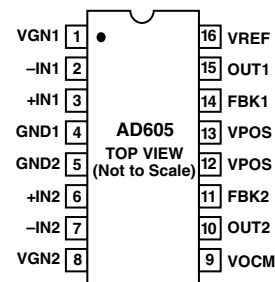 VGN1 1 16 VREF
–IN1 2 15 OUT1
+IN1 3 14 FBK1
GND1 4 AD605 13 VPOS
GND2 5 TOP VIEW 12 VPOS
(Not to Scale)
+IN2 6 11 FBK2
–IN2 7 10 OUT2
VGN2 8 9 VOCM